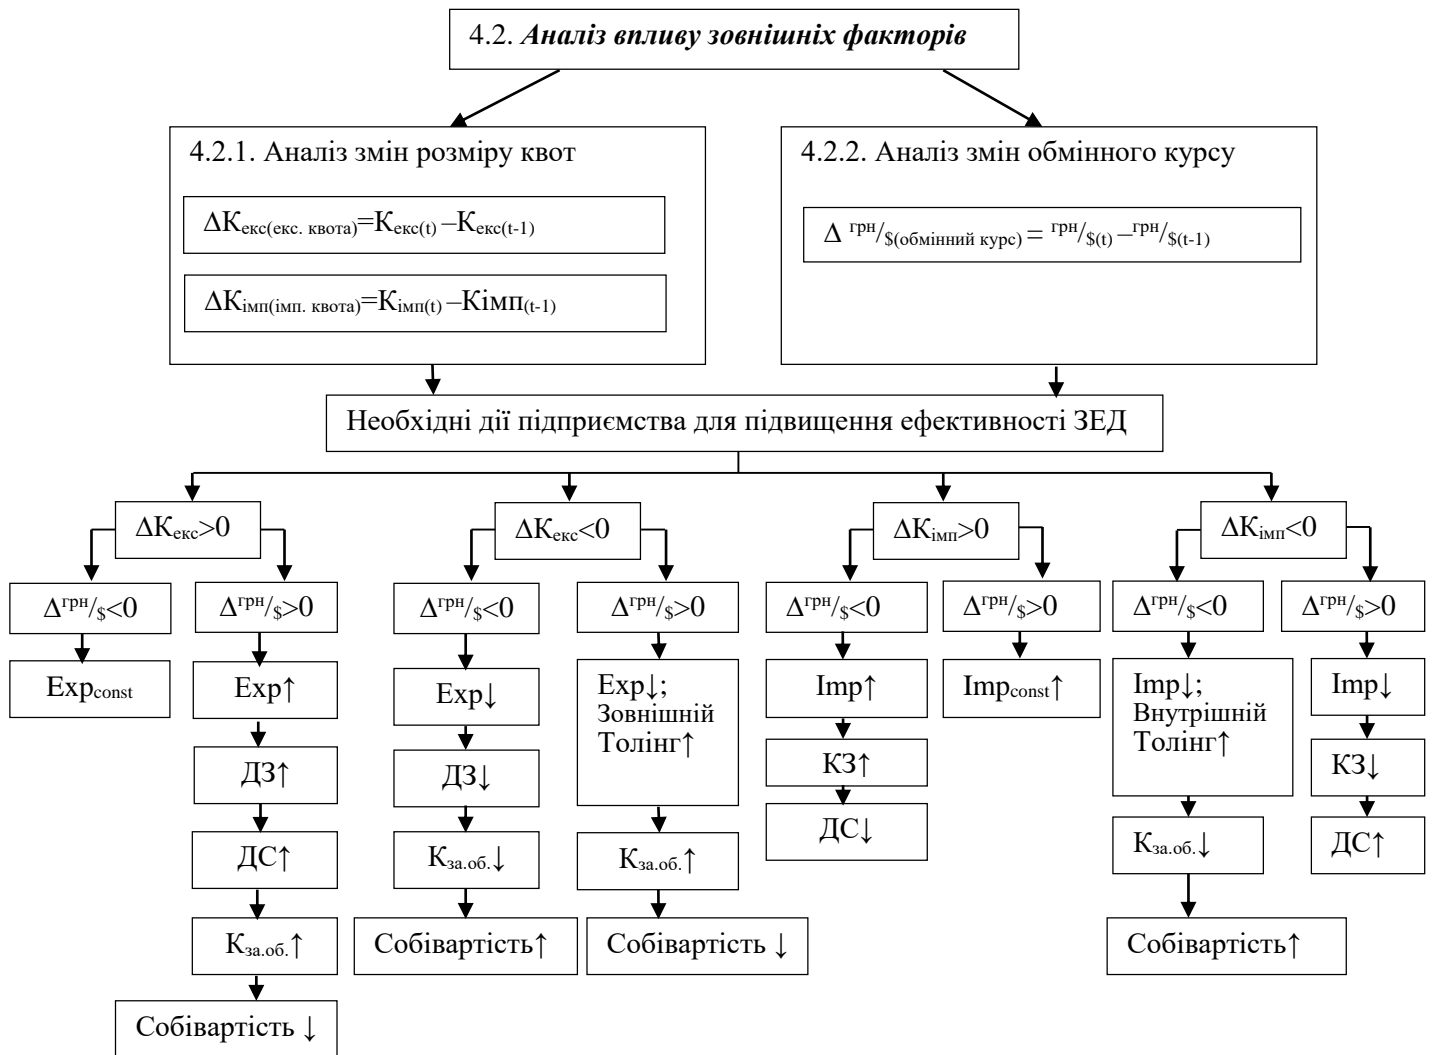 4.2. Аналіз впливу зовнішніх факторів
4.2.1. Аналіз змін розміру квот
ΔКекс(екс. квота)=Кекс(t) –Кекс(t-1)
ΔКімп(імп. квота)=Кімп(t) –Кімп(t-1)
4.2.2. Аналіз змін обмінного курсу
Δ грн/$(обмінний курс) = грн/$(t) –грн/$(t-1)
Необхідні дії підприємства для підвищення ефективності ЗЕД
ΔКекс>0
ΔКекс<0
ΔКімп>0
ΔКімп<0
Δгрн/$<0
Δгрн/$>0
Δгрн/$<0
Δгрн/$>0
Δгрн/$<0
Δгрн/$>0
Δгрн/$<0
Δгрн/$>0
Expconst
Exp↑
ДЗ↑
ДС↑
Кза.об.↑
Собівартість ↓
Exp↓
ДЗ↓
Кза.об.↓
Собівартість↑
Exp↓;
Зовнішній
Толінг↑
Кза.об.↑
Собівартість ↓
Imp↑
КЗ↑
ДС↓
Impconst↑
Imp↓;
Внутрішній
Толінг↑
Кза.об.↓
Собівартість↑
Imp↓
КЗ↓
ДС↑